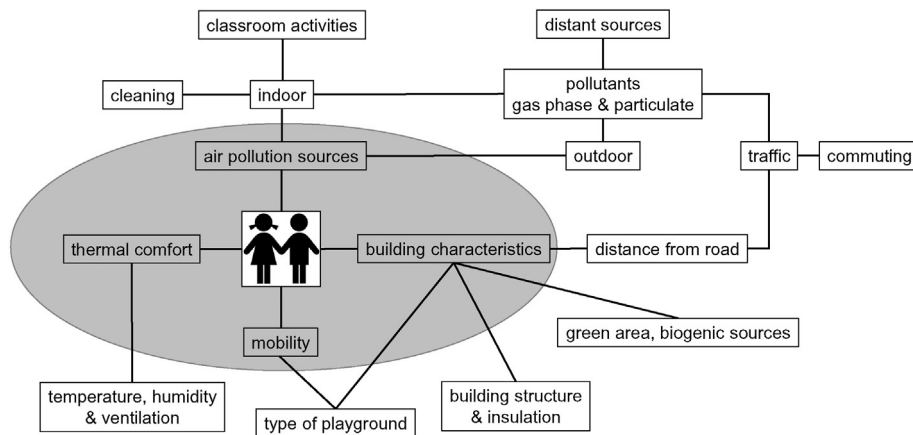 classroom activities
distant sources
cleaning
indoor
pollutants
gas phase & particulate
air pollution sources
outdoor
traffic
commuting
thermal comfort
building characteristics
distance from road
mobility
green area, biogenic sources
temperature, humidity
& ventilation
type of playground
building structure
& insulation